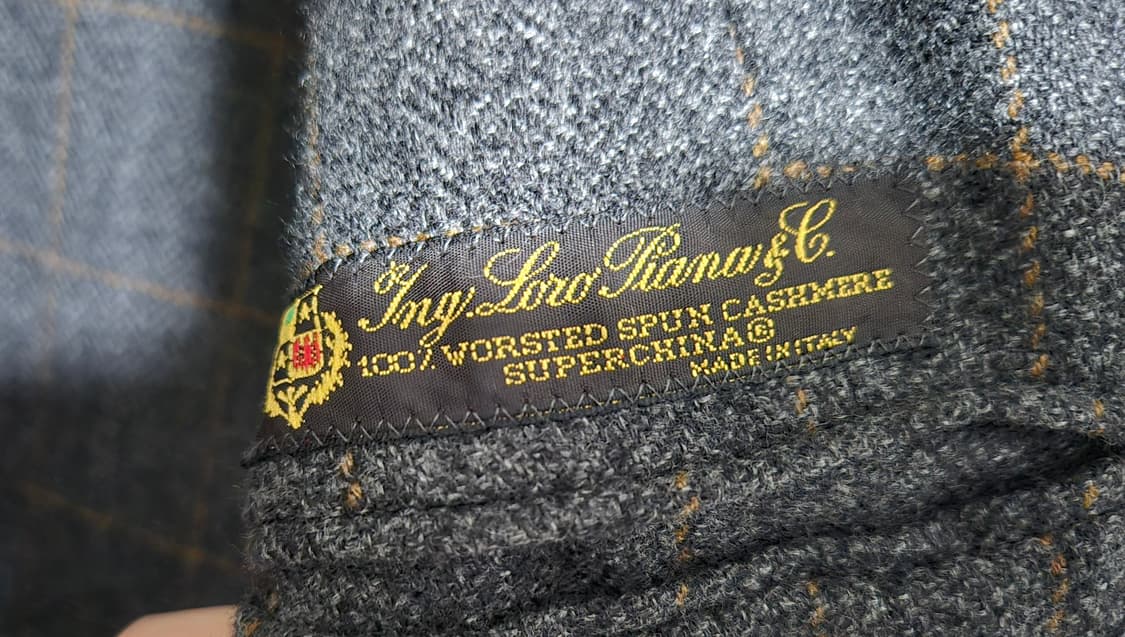 Ing. Loro Piana & C.
100% WORSTED SPUN CASHMERE
SUPERCHINA®
MADE IN ITALY